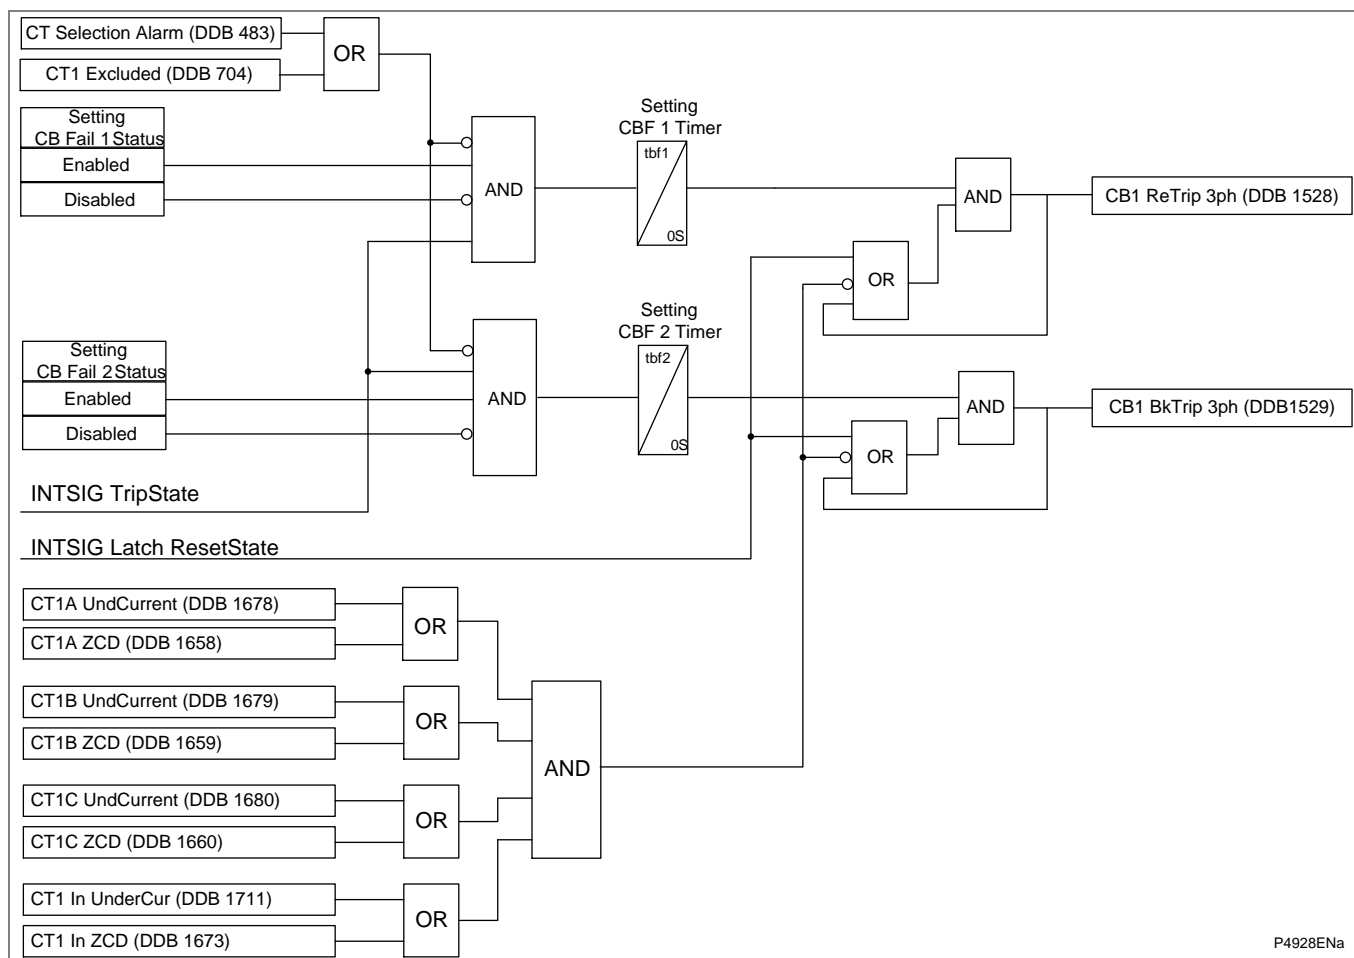 CT Selection Alarm (DDB 483)
CT1 Excluded (DDB 704)
OR
Setting
CB Fail 1 Status
Enabled
Disabled
AND
Setting
CBF 1 Timer
tbf1
0S
AND
CB1 ReTrip 3ph (DDB 1528)
OR
Setting
CB Fail 2 Status
Enabled
Disabled
AND
Setting
CBF 2 Timer
tbf2
0S
AND
CB1 BkTrip 3ph (DDB1529)
OR
INTSIG TripState
INTSIG Latch ResetState
CT1A UndCurrent (DDB 1678)
CT1A ZCD (DDB 1658)
OR
CT1B UndCurrent (DDB 1679)
CT1B ZCD (DDB 1659)
OR
CT1C UndCurrent (DDB 1680)
CT1C ZCD (DDB 1660)
OR
CT1 In UnderCur (DDB 1711)
CT1 In ZCD (DDB 1673)
OR
AND
P4928ENa